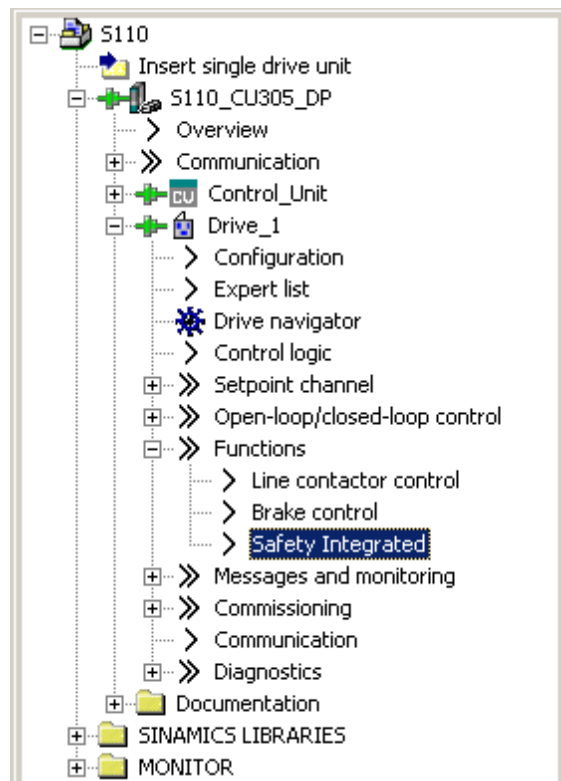 S110
Insert single drive unit
S110_CU305_DP
Overview
Communication
CU Control_Unit
Drive_1
Configuration
Expert list
Drive navigator
Control logic
Setpoint channel
Open-loop/closed-loop control
Functions
Line contactor control
Brake control
Safety Integrated
Messages and monitoring
Commissioning
Communication
Diagnostics
Documentation
SINAMICS LIBRARIES
MONITOR